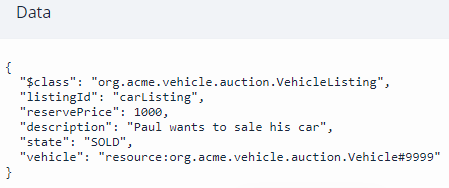 Data
{
  "$class": "org.acme.vehicle.auction.VehicleListing",
  "listingId": "carListing",
  "reservePrice": 1000,
  "description": "Paul wants to sale his car",
  "state": "SOLD",
  "vehicle": "resource:org.acme.vehicle.auction.Vehicle#9999"
}